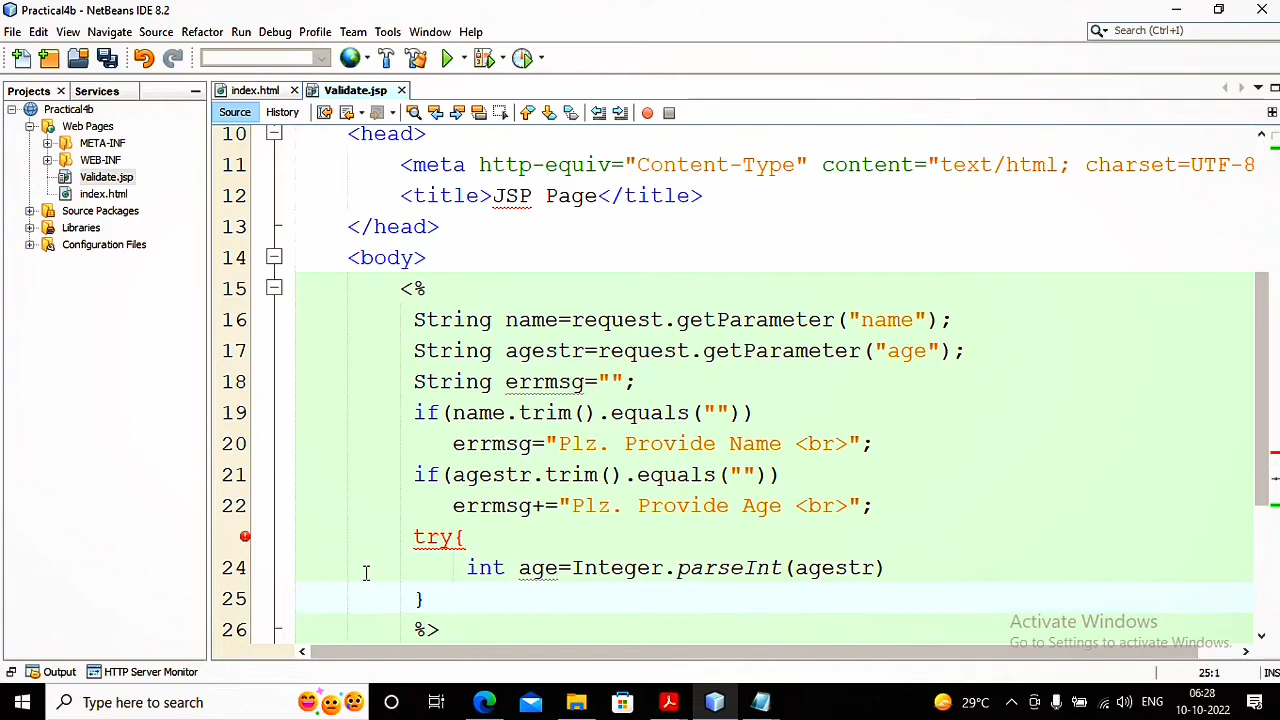 Practical4b - NetBeans IDE 8.2
File Edit View Navigate Source Refactor Run Debug Profile Team Tools Window Help
Search (Ctrl+I)
Projects Services
index.html Validate.jsp
Source History
Practical4b
Web Pages
META-INF
WEB-INF
Validate.jsp
index.html
Source Packages
Libraries
Configuration Files
10 <head>
11 <meta http-equiv="Content-Type" content="text/html; charset=UTF-8
12 <title>JSP Page</title>
13 </head>
14 <body>
15 <%
16 String name=request.getParameter("name");
17 String agestr=request.getParameter("age");
18 String errmsg="";
19 if(name.trim().equals(""))
20 errmsg="Plz. Provide Name <br>";
21 if(agestr.trim().equals(""))
22 errmsg+="Plz. Provide Age <br>";
try{
24 int age=Integer.parseInt(agestr)
25 }
26 %>
Activate Windows
Go to Settings to activate Windows.
Output HTTP Server Monitor
25:1 INS
Type here to search
29°C
ENG
06:28
10-10-2022